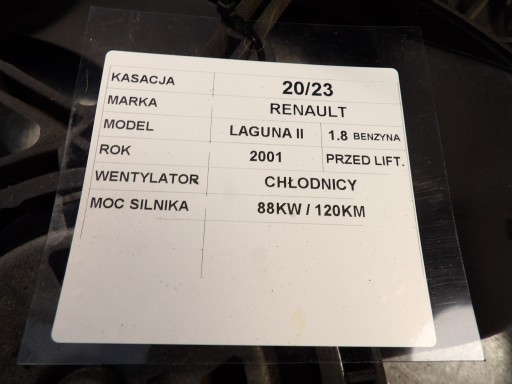 KASACJA 20/23
MARKA RENAULT
MODEL LAGUNA II 1.8 BENZYNA
ROK 2001 PRZED LIFT.
WENTYLATOR CHŁODNICY
MOC SILNIKA 88KW / 120KM